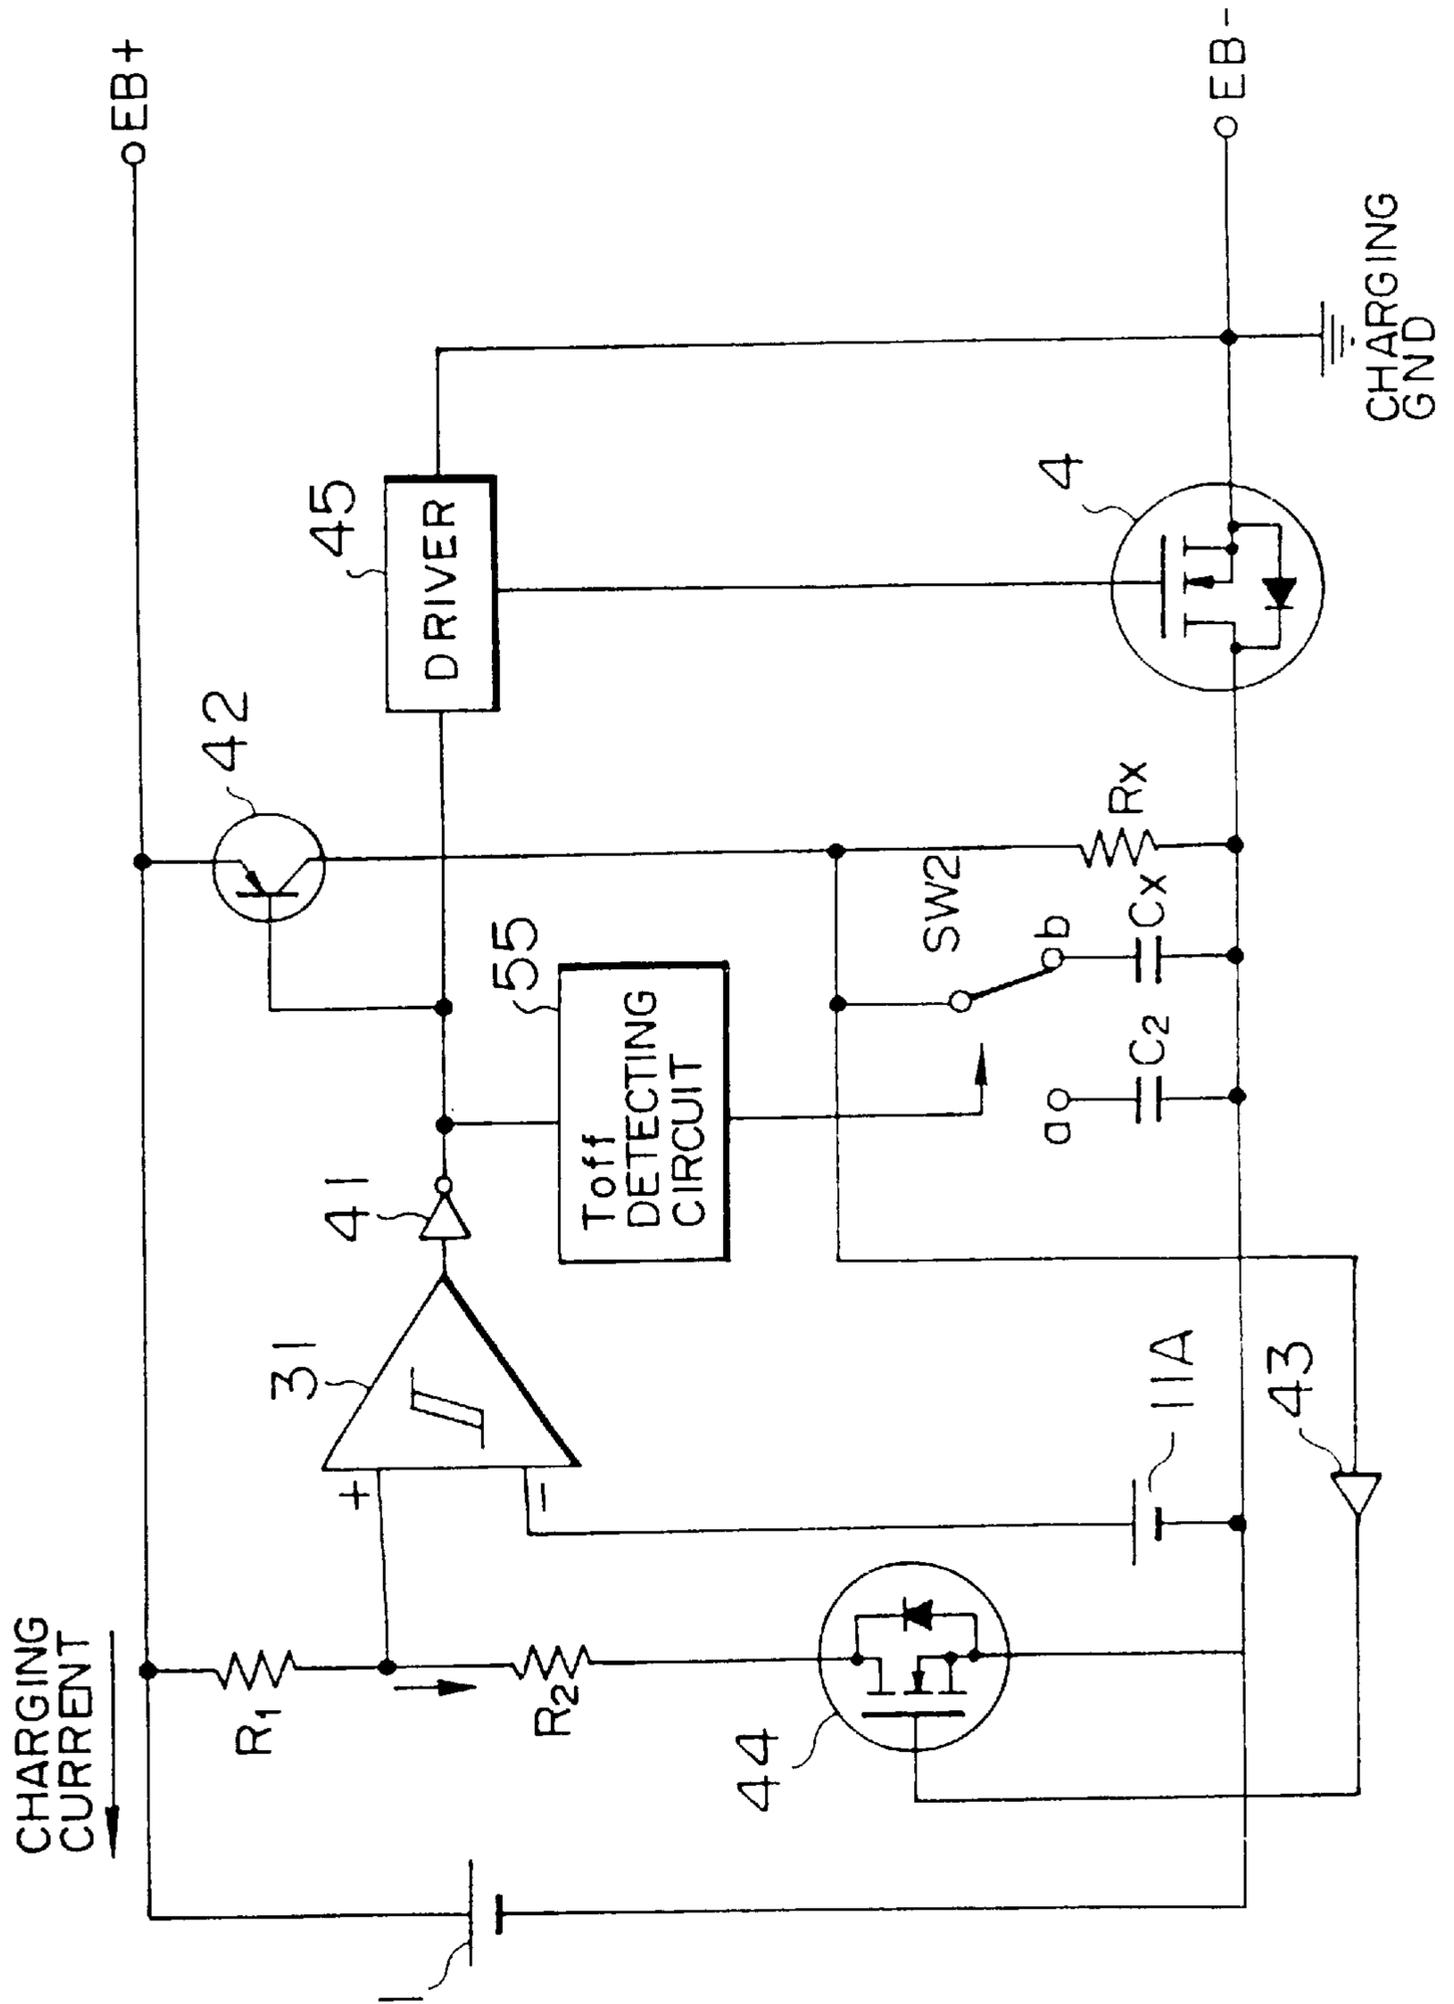 CHARGING
CURRENT
EB+
1
R1
R2
44
31
+
-
11A
43
41
55
Toff
DETECTING
CIRCUIT
42
45
DRIVER
SW2
a
b
C2
Cx
Rx
4
EB-
CHARGING
GND